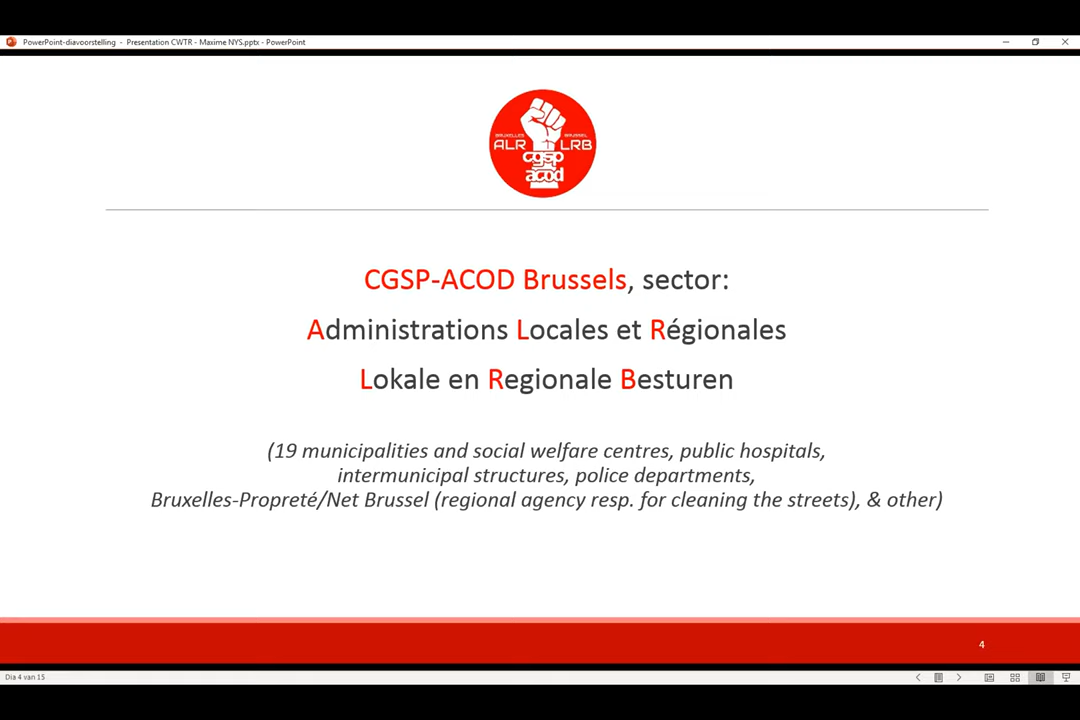 PowerPoint-diavoorstelling - Presentation CWTR - Maxime NYS.pptx - PowerPoint
BRUXELLES BRUSSEL
ALR LRB
cgsp
acod
CGSP-ACOD Brussels, sector:
Administrations Locales et Régionales
Lokale en Regionale Besturen
(19 municipalities and social welfare centres, public hospitals,
intermunicipal structures, police departments,
Bruxelles-Propreté/Net Brussel (regional agency resp. for cleaning the streets), & other)
4
Dia 4 van 15